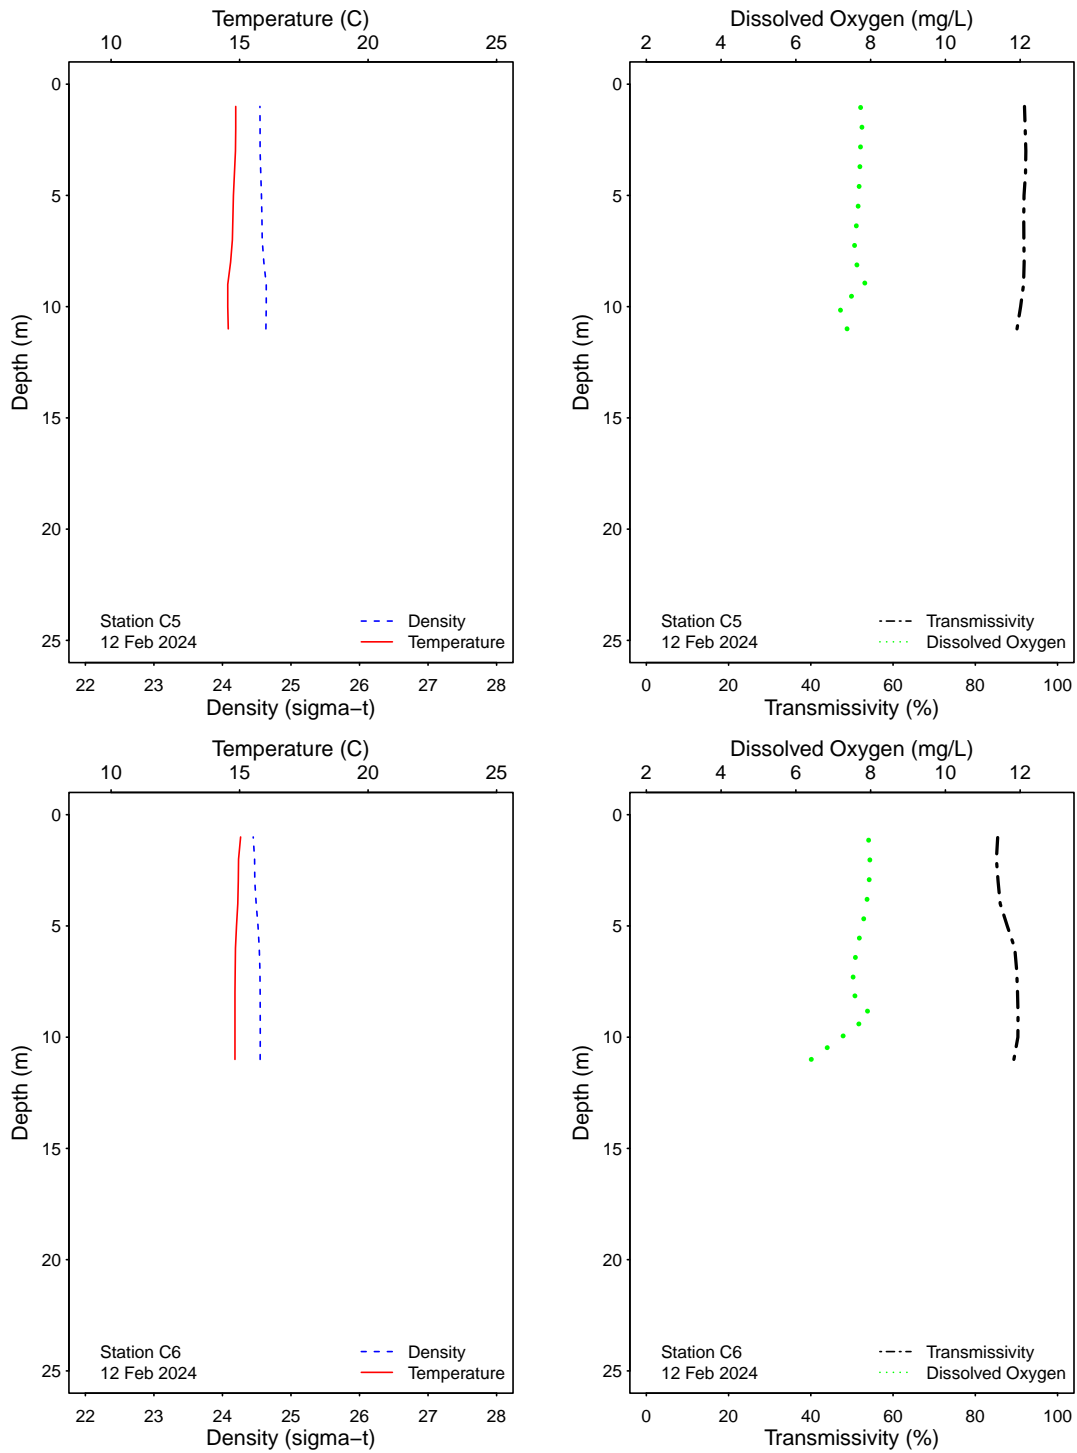 Temperature (C)
10 15 20 25
0
5
10
15
20
25
Depth (m)
Station C5
12 Feb 2024
Density
Temperature
22 23 24 25 26 27 28
Density (sigma−t)
Dissolved Oxygen (mg/L)
2 4 6 8 10 12
0
5
10
15
20
25
Depth (m)
Station C5
12 Feb 2024
Transmissivity
Dissolved Oxygen
0 20 40 60 80 100
Transmissivity (%)
Temperature (C)
10 15 20 25
0
5
10
15
20
25
Depth (m)
Station C6
12 Feb 2024
Density
Temperature
22 23 24 25 26 27 28
Density (sigma−t)
Dissolved Oxygen (mg/L)
2 4 6 8 10 12
0
5
10
15
20
25
Depth (m)
Station C6
12 Feb 2024
Transmissivity
Dissolved Oxygen
0 20 40 60 80 100
Transmissivity (%)